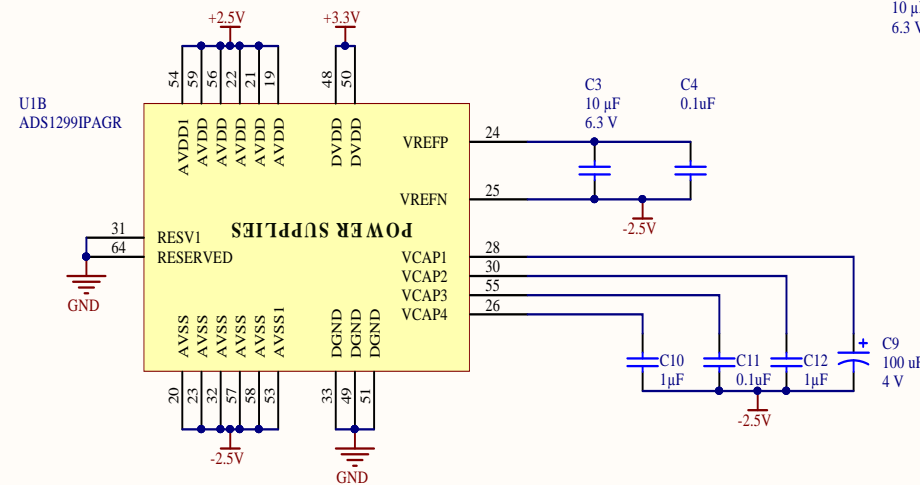 10 µF
6.3 V
+2.5V
+3.3V
54
59
56
22
21
19
48
50
U1B
ADS1299IPAGR
AVDD1
AVDD
AVDD
AVDD
AVDD
AVDD
DVDD
DVDD
C3
10 µF
6.3 V
C4
0.1uF
VREFP
24
VREFN
25
-2.5V
POWER SUPPLIES
31
RESV1
64
RESERVED
GND
VCAP1
28
VCAP2
30
VCAP3
55
VCAP4
26
AVSS
AVSS
AVSS
AVSS
AVSS
AVSS1
DGND
DGND
DGND
20
23
32
57
58
53
33
49
51
-2.5V
GND
C10
1µF
C11
0.1uF
C12
1µF
C9
100 uF
4 V
-2.5V